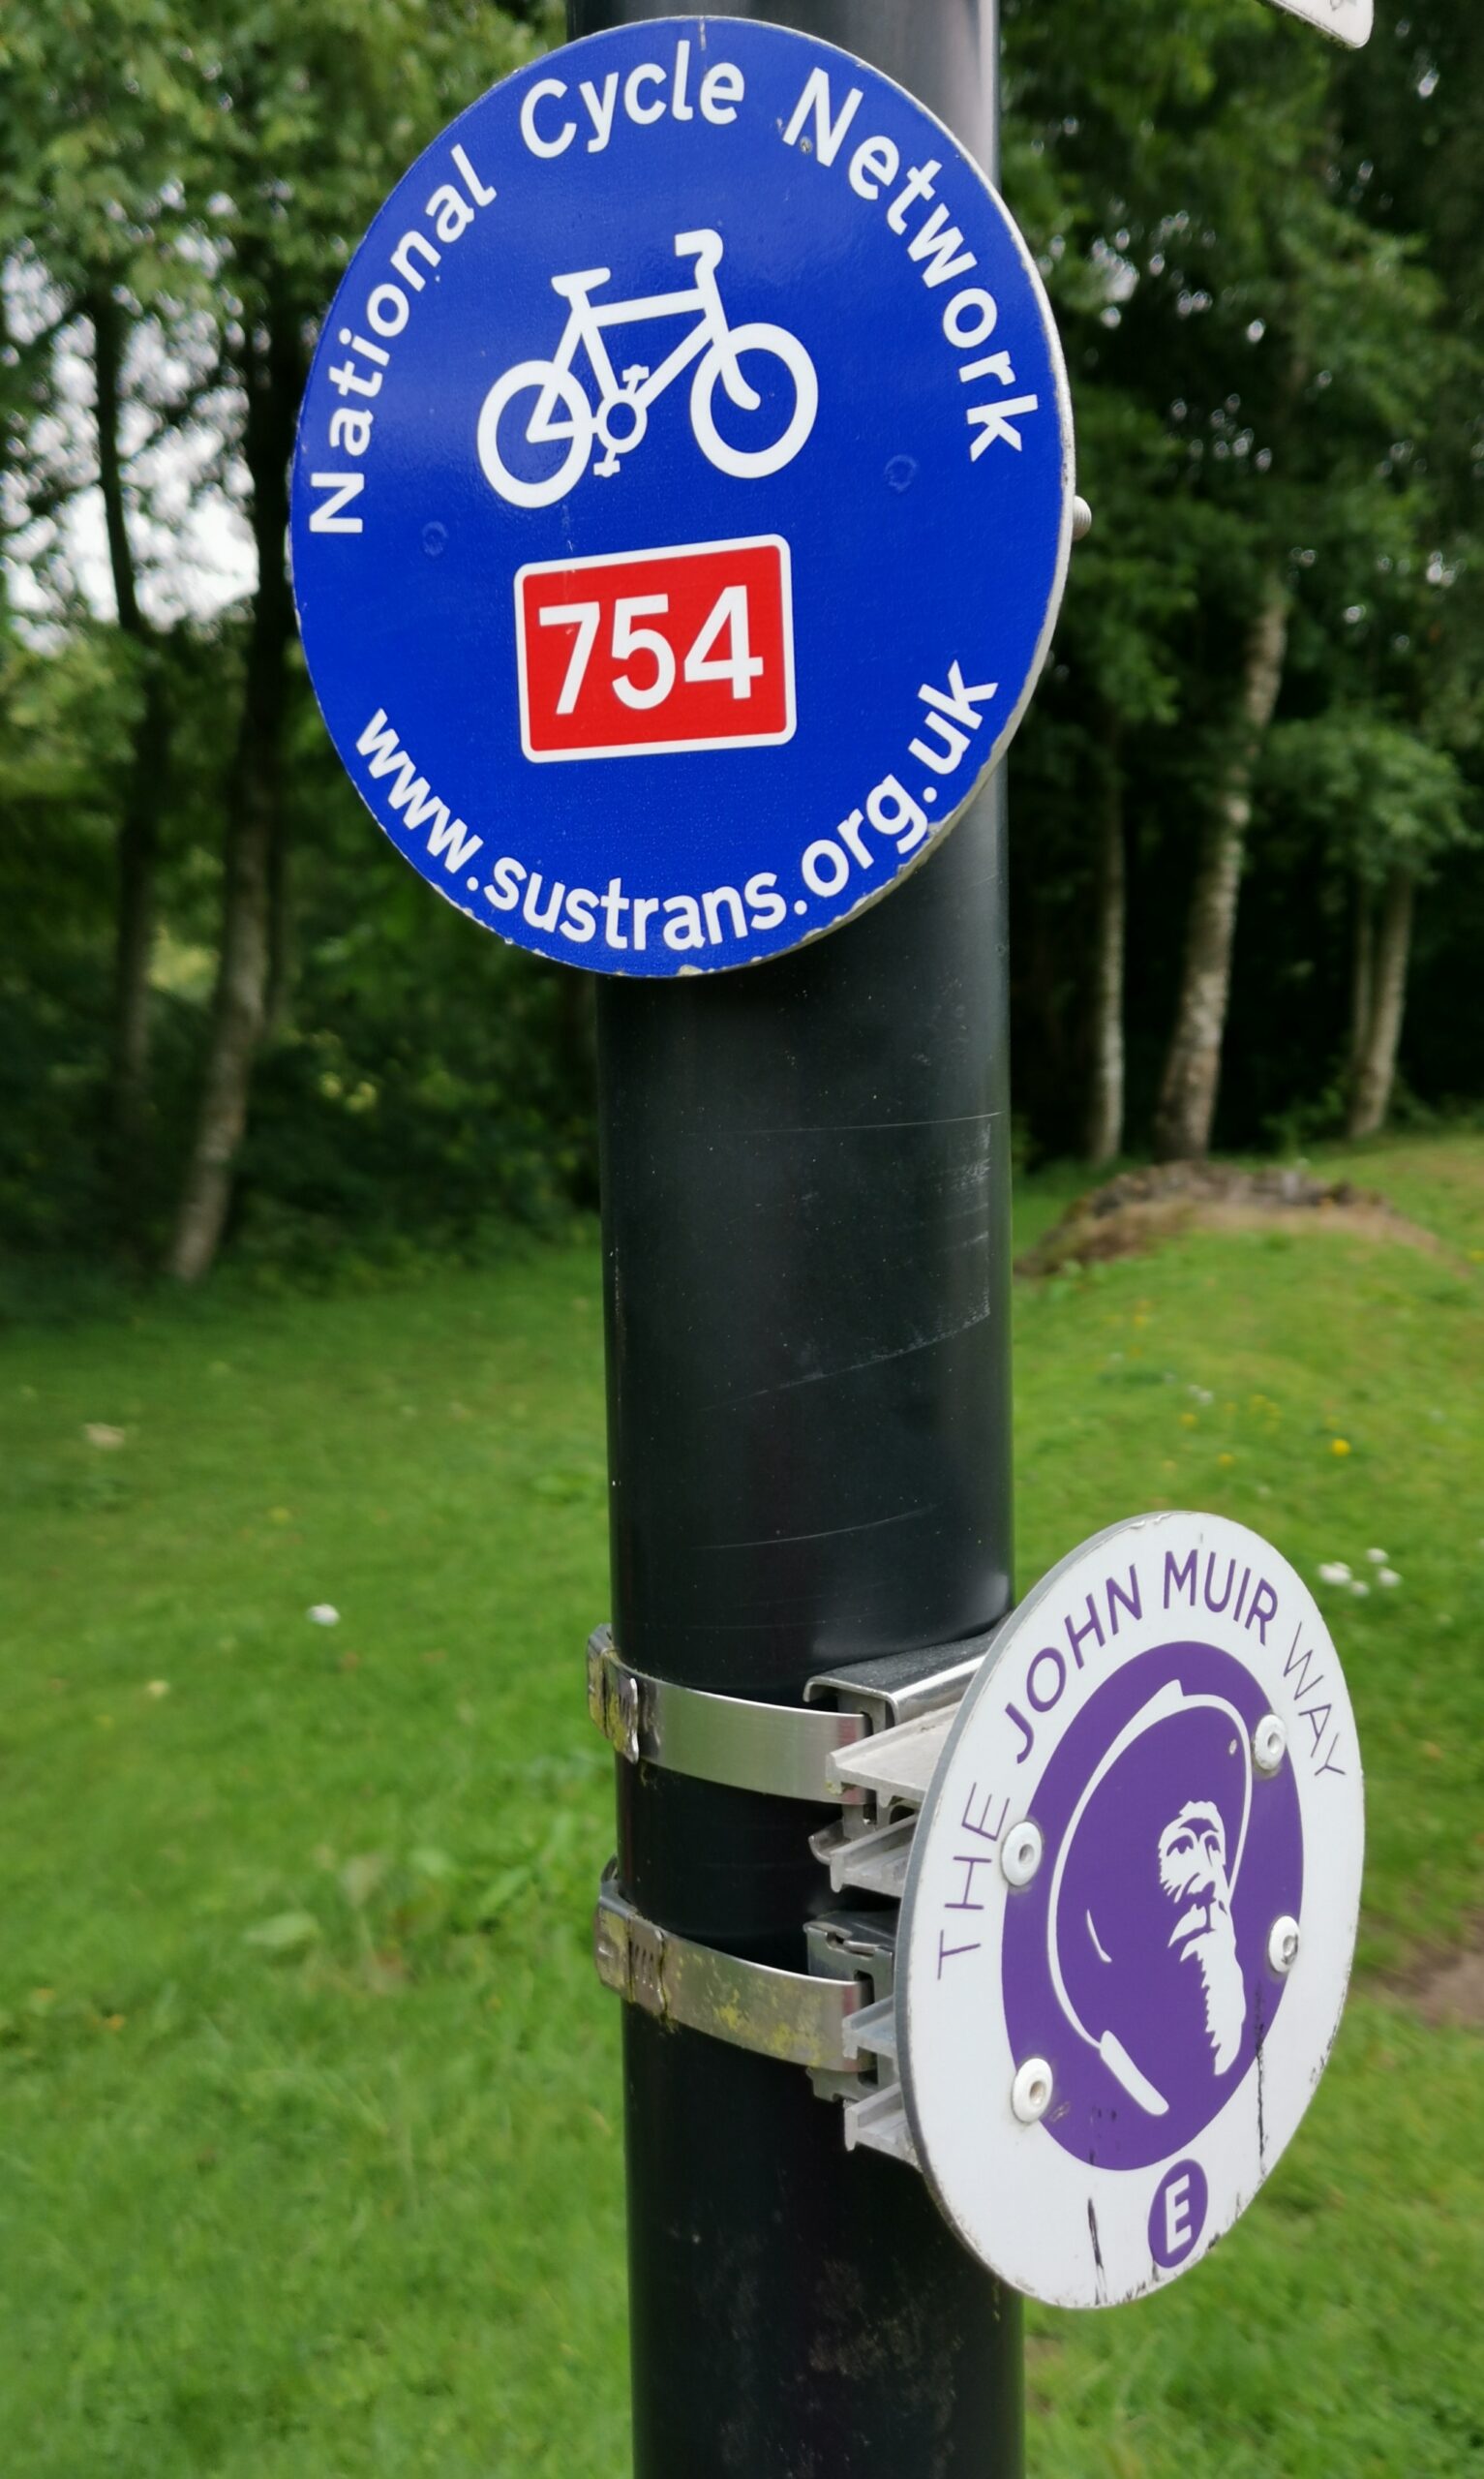 National Cycle Network
754
www.sustrans.org.uk
THE JOHN MUIR WAY
E